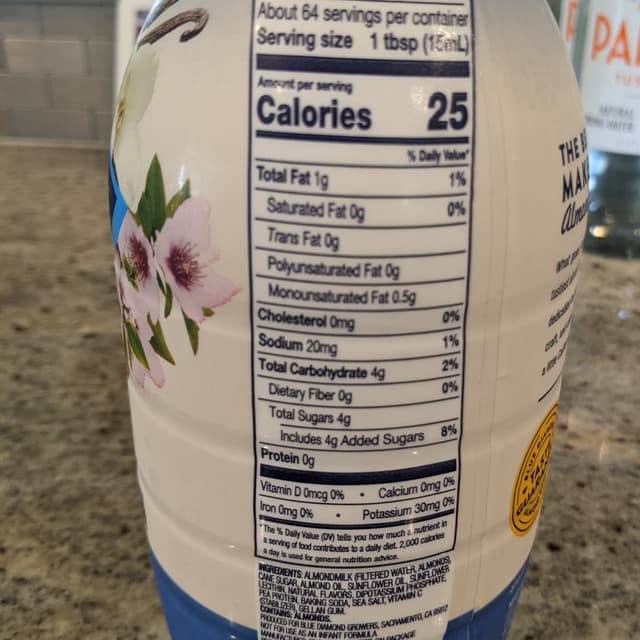 About 64 servings per container
Serving size 1 tbsp (15mL)
Amount per serving
Calories 25
% Daily Value*
Total Fat 1g 1%
Saturated Fat 0g 0%
Trans Fat 0g
Polyunsaturated Fat 0g
Monounsaturated Fat 0.5g
Cholesterol 0mg 0%
Sodium 20mg 1%
Total Carbohydrate 4g 2%
Dietary Fiber 0g 0%
Total Sugars 4g
Includes 4g Added Sugars 8%
Protein 0g
Vitamin D 0mcg 0% • Calcium 0mg 0%
Iron 0mg 0% • Potassium 30mg 0%
*The % Daily Value (DV) tells you how much a nutrient in
a serving of food contributes to a daily diet. 2,000 calories
a day is used for general nutrition advice.
INGREDIENTS: ALMONDMILK (FILTERED WATER, ALMONDS),
CANE SUGAR, ALMOND OIL, SUNFLOWER OIL, SUNFLOWER
LECITHIN, NATURAL FLAVORS, DIPOTASSIUM PHOSPHATE,
PEA PROTEIN, BAKING SODA, SEA SALT, VITAMIN C
STABILIZER), GELLAN GUM.
CONTAINS: ALMONDS.
PRODUCED FOR BLUE DIAMOND GROWERS, SACRAMENTO, CA 95812
NOT FOR USE AS AN INFANT FORMULA
PACKAGE
THE
What